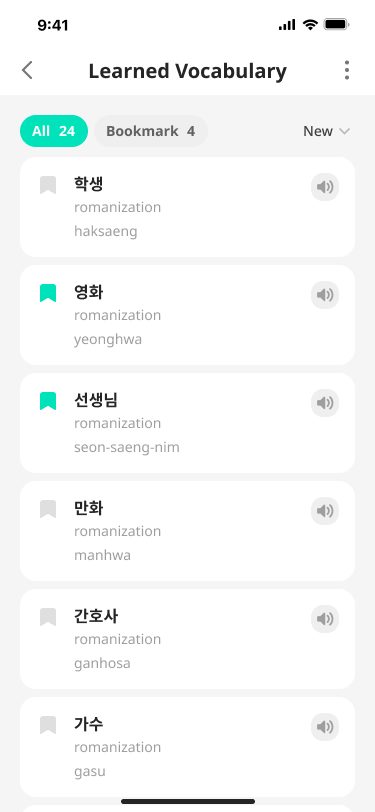 9:41
Learned Vocabulary
All 24 Bookmark 4 New
학생
romanization
haksaeng
영화
romanization
yeonghwa
선생님
romanization
seon-saeng-nim
만화
romanization
manhwa
간호사
romanization
ganhosa
가수
romanization
gasu